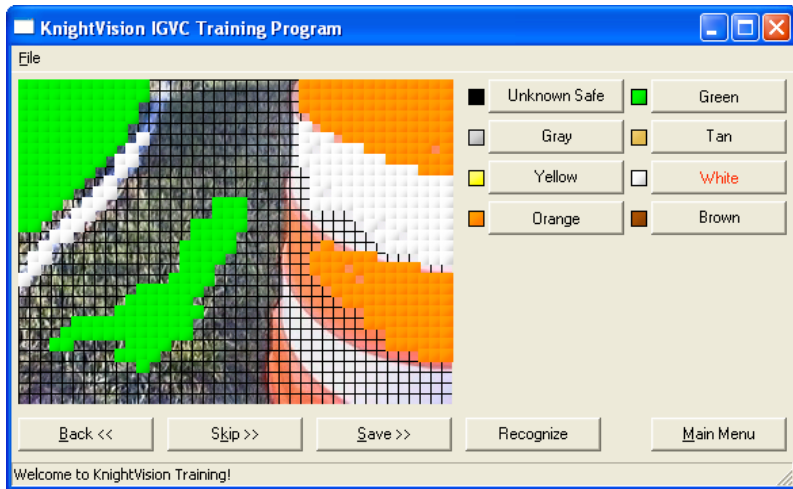 KnightVision IGVC Training Program
File
Unknown Safe
Green
Gray
Tan
Yellow
White
Orange
Brown
Back <<
Skip >>
Save >>
Recognize
Main Menu
Welcome to KnightVision Training!